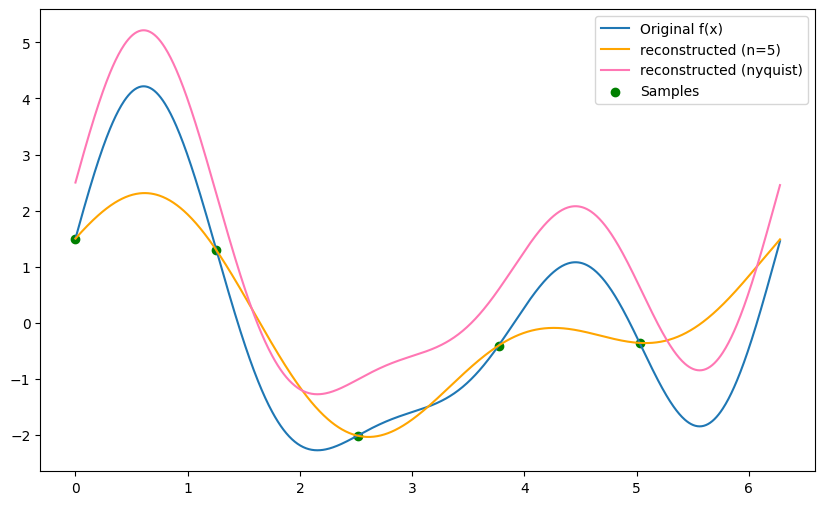 Original f(x)
reconstructed (n=5)
reconstructed (nyquist)
Samples
5
4
3
2
1
0
−1
−2
0 1 2 3 4 5 6